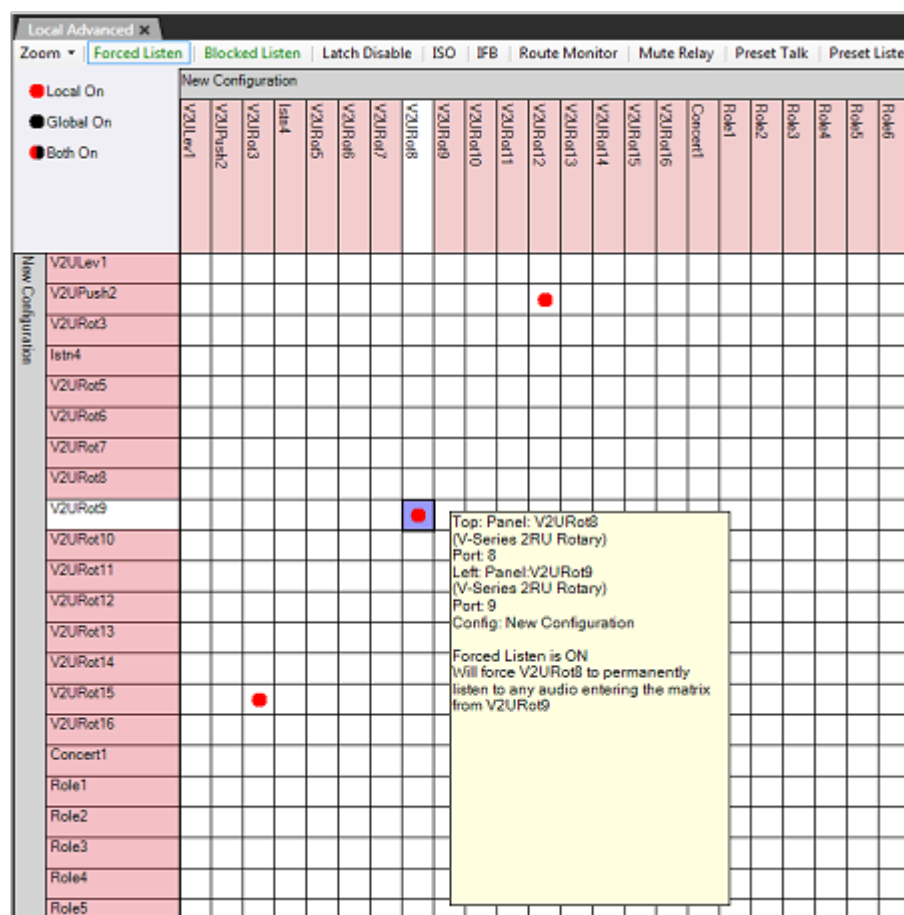 Local Advanced ×
Zoom Forced Listen Blocked Listen Latch Disable ISO IFB Route Monitor Mute Relay Preset Talk Preset Liste
Local On
Global On
Both On
New Configuration
V2ULev1
V2UPush2
V2URot3
lstn4
V2URot5
V2URot6
V2URot7
V2URot8
V2URot9
V2URot10
V2URot11
V2URot12
V2URot13
V2URot14
V2URot15
V2URot16
Concert1
Role1
Role2
Role3
Role4
Role5
Role6
New Configuration
V2ULev1
V2UPush2
V2URot3
lstn4
V2URot5
V2URot6
V2URot7
V2URot8
V2URot9
V2URot10
V2URot11
V2URot12
V2URot13
V2URot14
V2URot15
V2URot16
Concert1
Role1
Role2
Role3
Role4
Role5
Top: Panel: V2URot8
(V-Series 2RU Rotary)
Port: 8
Left: Panel:V2URot9
(V-Series 2RU Rotary)
Port: 9
Config: New Configuration
Forced Listen is ON
Will force V2URot8 to permanently
listen to any audio entering the matrix
from V2URot9